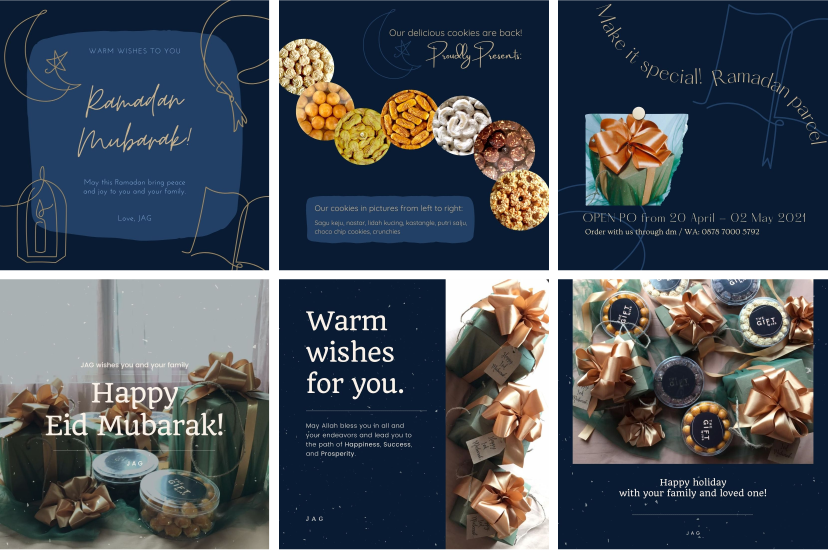 WARM WISHES TO YOU
Ramadan
Mubarak!
May this Ramadan bring peace
and joy to you and your family.
Love, JAG
Our delicious cookies are back!
Proudly Presents:
Our cookies in pictures from left to right:
Sagu keju, nastar, lidah kucing, kastangle, putri salju,
choco chip cookies, crunchies
Make it special! Ramadan parcel
OPEN PO from 20 April – 02 May 2021
Order with us through dm / WA: 0878 7000 5792
JAG wishes you and your family
Happy
Eid Mubarak!
JAG
GIFT
Warm
wishes
for you.
May Allah bless you in all and
your endeavors and lead you to
the path of Happiness, Success,
and Prosperity.
JAG
GIFT
GIFT
GIFT
Happy holiday
with your family and loved one!
JAG